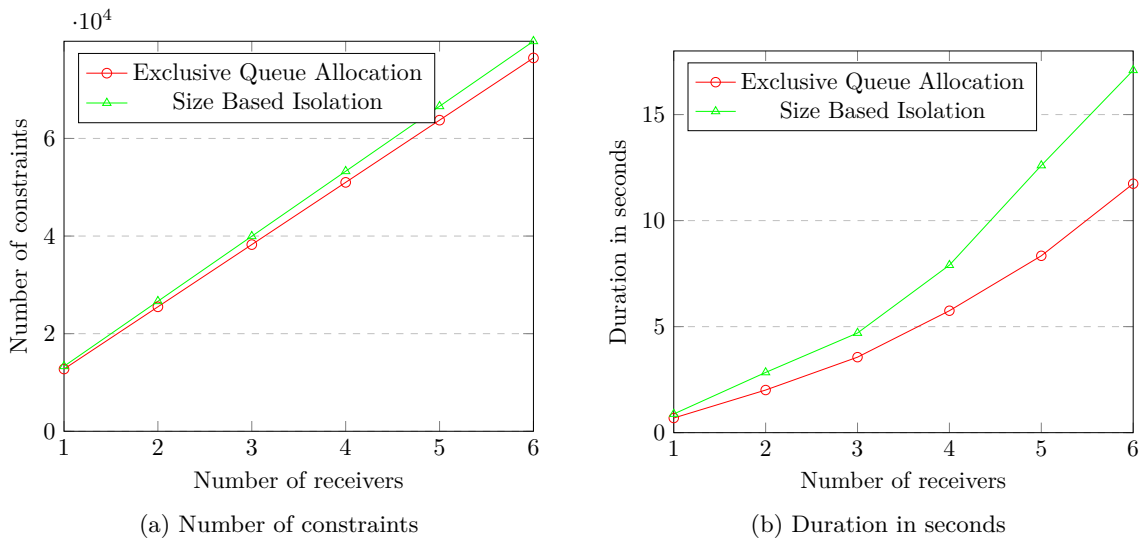 ·10⁴
Exclusive Queue Allocation
Size Based Isolation
Number of constraints
0
2
4
6
1
2
3
4
5
6
Number of receivers
(a) Number of constraints
Exclusive Queue Allocation
Size Based Isolation
Duration in seconds
0
5
10
15
1
2
3
4
5
6
Number of receivers
(b) Duration in seconds